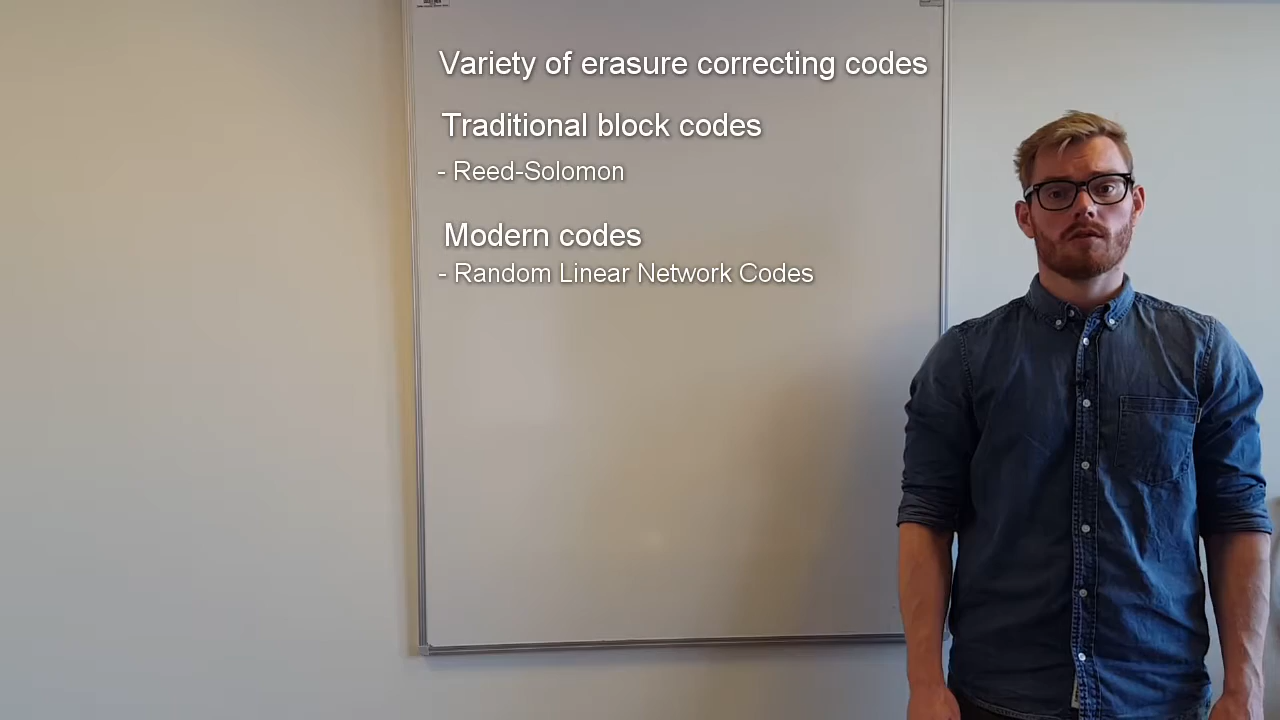 Variety of erasure correcting codes
Traditional block codes
- Reed-Solomon
Modern codes
- Random Linear Network Codes